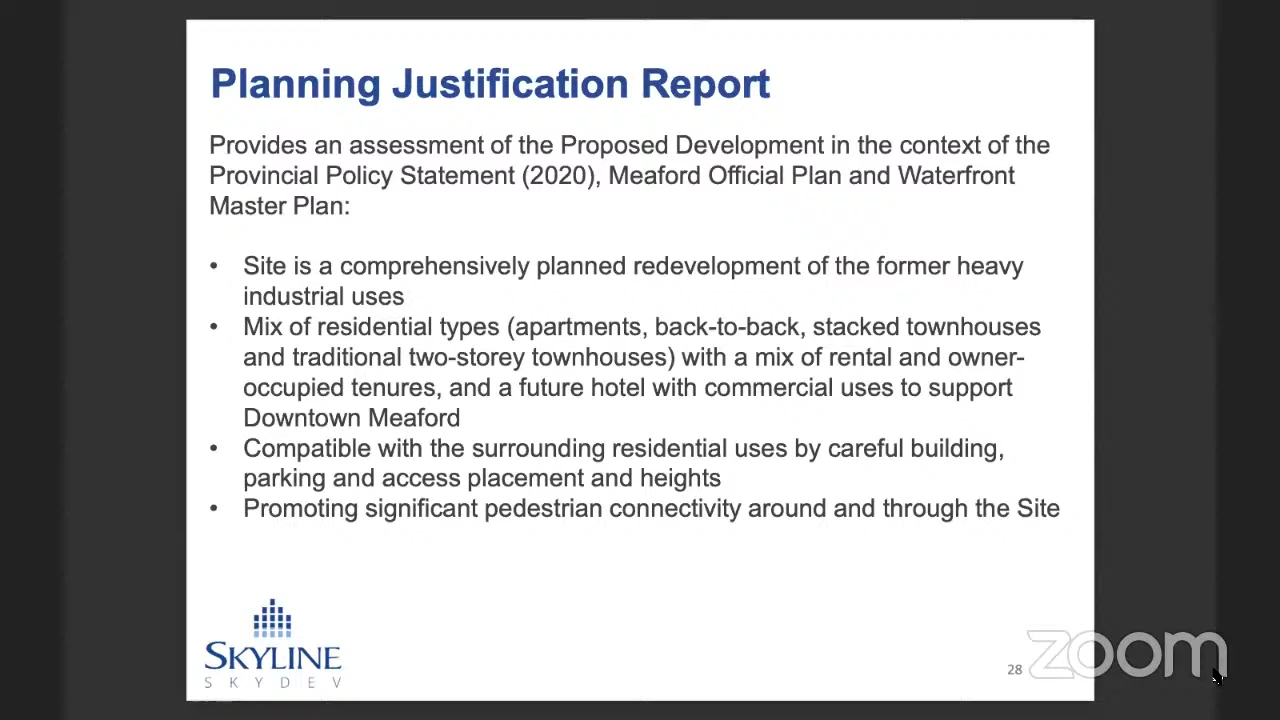 Planning Justification Report
Provides an assessment of the Proposed Development in the context of the
Provincial Policy Statement (2020), Meaford Official Plan and Waterfront
Master Plan:
• Site is a comprehensively planned redevelopment of the former heavy
industrial uses
• Mix of residential types (apartments, back-to-back, stacked townhouses
and traditional two-storey townhouses) with a mix of rental and owner-
occupied tenures, and a future hotel with commercial uses to support
Downtown Meaford
• Compatible with the surrounding residential uses by careful building,
parking and access placement and heights
• Promoting significant pedestrian connectivity around and through the Site
SKYLINE
SKYDEV
28
zoom